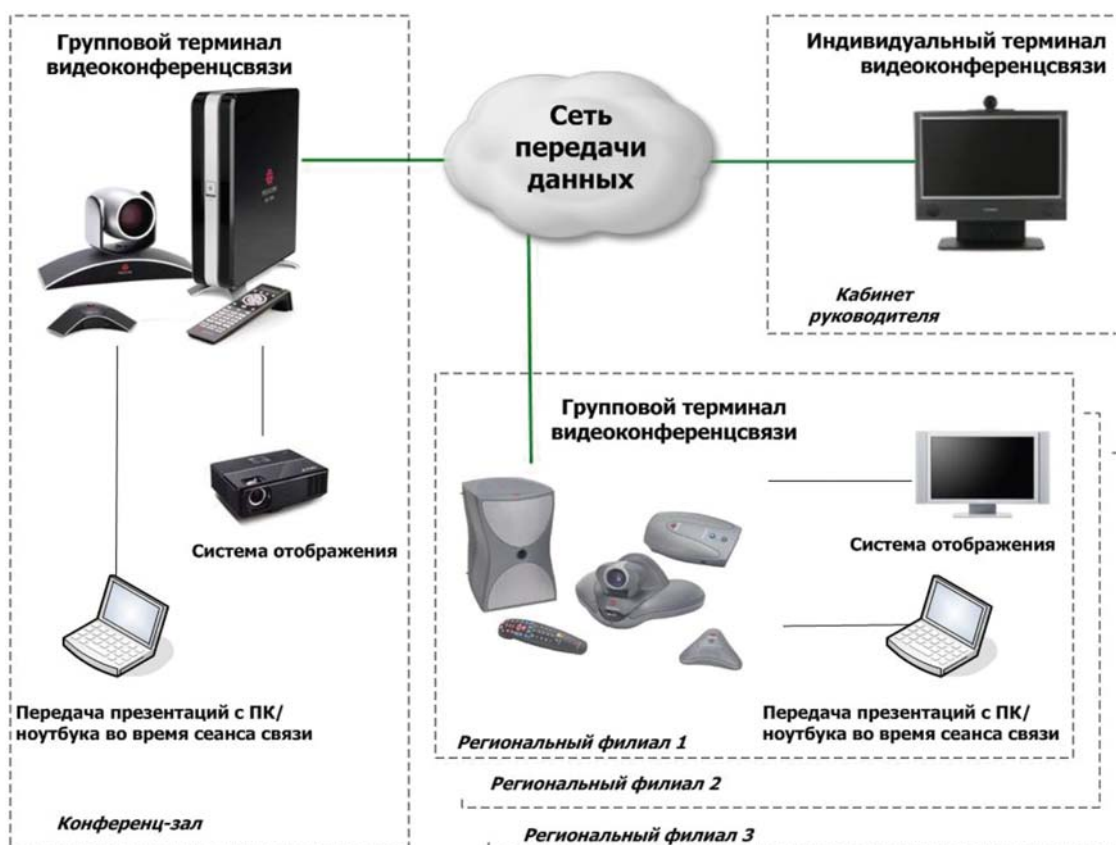 Групповой терминал
видеоконференцсвязи
Сеть
передачи
данных
Индивидуальный терминал
видеоконференцсвязи
Кабинет
руководителя
Система отображения
Передача презентаций с ПК/
ноутбука во время сеанса связи
Конференц-зал
Групповой терминал
видеоконференцсвязи
Система отображения
Передача презентаций с ПК/
ноутбука во время сеанса связи
Региональный филиал 1
Региональный филиал 2
Региональный филиал 3